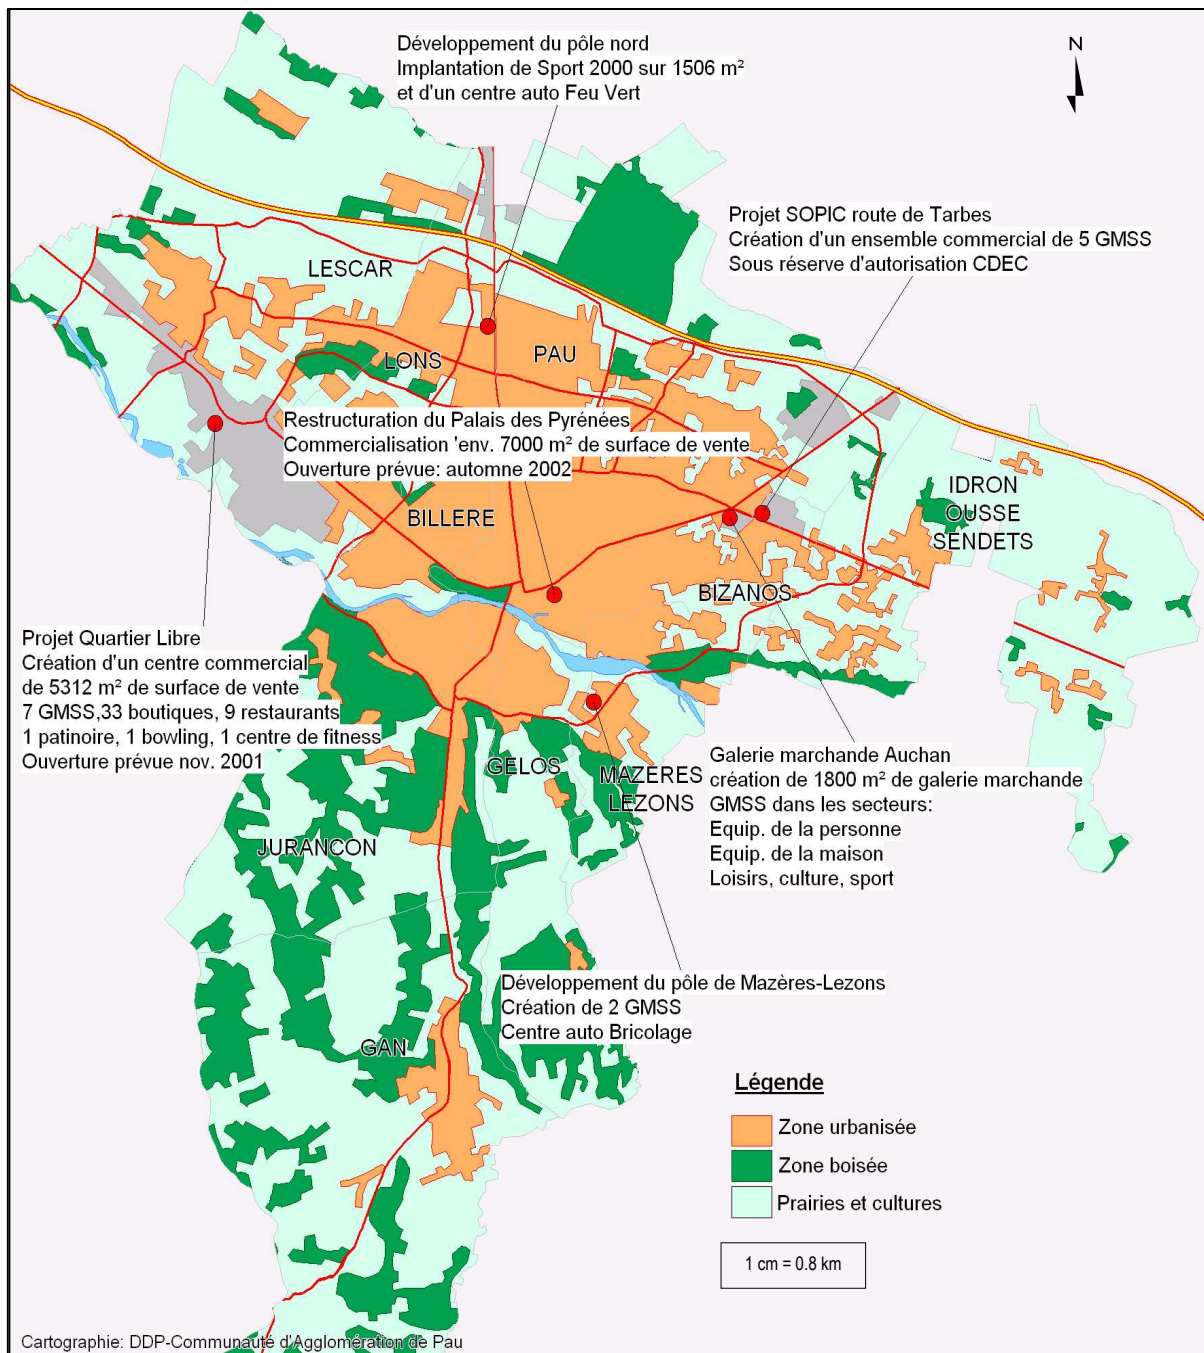 Développement du pôle nord
Implantation de Sport 2000 sur 1506 m²
et d'un centre auto Feu Vert
N
Projet SOPIC route de Tarbes
Création d'un ensemble commercial de 5 GMSS
Sous réserve d'autorisation CDEC
LESCAR
LONS
PAU
Restructuration du Palais des Pyrénées
Commercialisation 'env. 7000 m² de surface de vente
Ouverture prévue: automne 2002
IDRON
OUSSE
SENDETS
BILLERE
BIZANOS
Projet Quartier Libre
Création d'un centre commercial
de 5312 m² de surface de vente
7 GMSS,33 boutiques, 9 restaurants
1 patinoire, 1 bowling, 1 centre de fitness
Ouverture prévue nov. 2001
GELOS
MAZERES
LEZONS
Galerie marchande Auchan
création de 1800 m² de galerie marchande
GMSS dans les secteurs:
Equip. de la personne
Equip. de la maison
Loisirs, culture, sport
JURANCON
Développement du pôle de Mazères-Lezons
Création de 2 GMSS
Centre auto Bricolage
GAN
Légende
Zone urbanisée
Zone boisée
Prairies et cultures
1 cm = 0.8 km
Cartographie: DDP-Communauté d'Agglomération de Pau